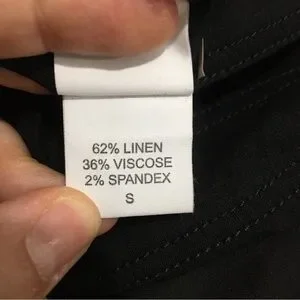 62% LINEN
36% VISCOSE
2% SPANDEX
S